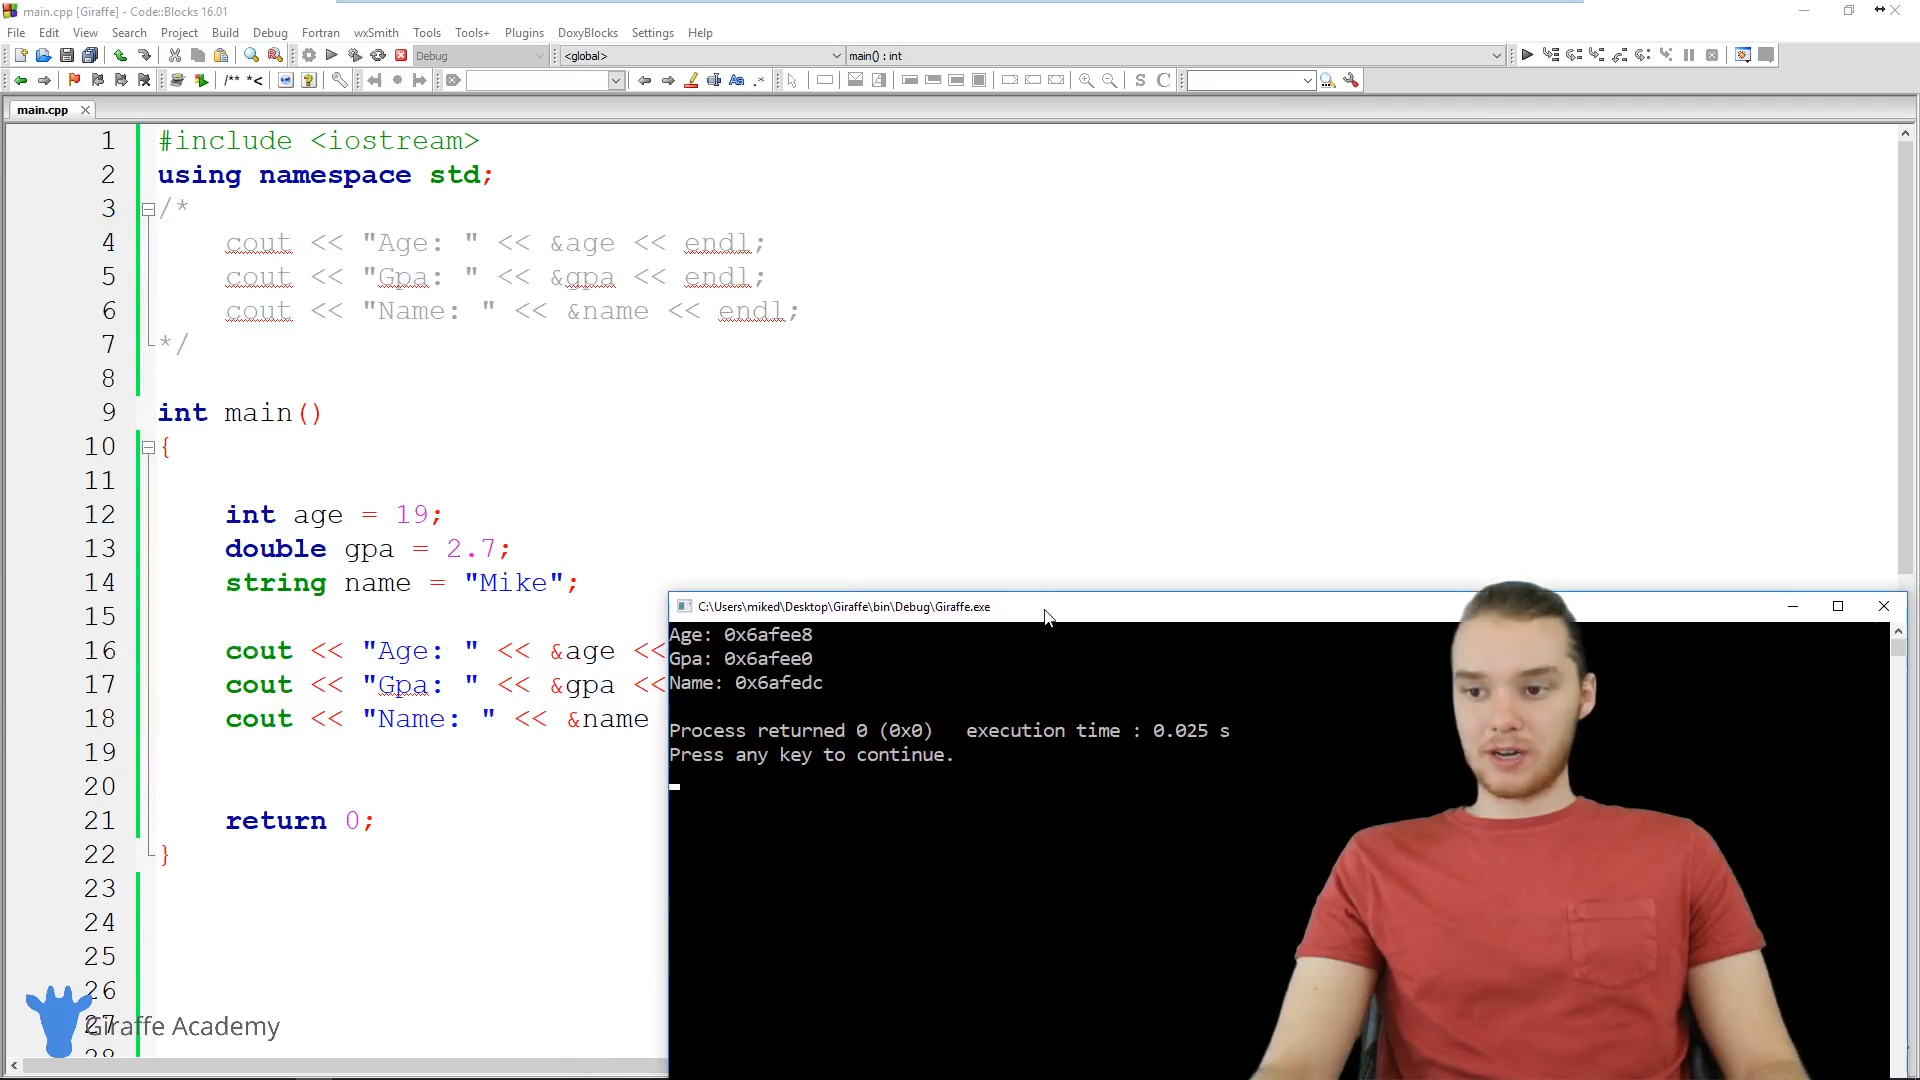 main.cpp [Giraffe] - Code::Blocks 16.01
File Edit View Search Project Build Debug Fortran wxSmith Tools Tools+ Plugins DoxyBlocks Settings Help
Debug <global> main() : int
/** *< Aa .* S C
main.cpp
1 #include <iostream>
2 using namespace std;
3 /*
4 cout << "Age: " << &age << endl;
5 cout << "Gpa: " << &gpa << endl;
6 cout << "Name: " << &name << endl;
7 */
8
9 int main()
10 {
11
12 int age = 19;
13 double gpa = 2.7;
14 string name = "Mike";
15
16 cout << "Age: " << &age <<
17 cout << "Gpa: " << &gpa <<
18 cout << "Name: " << &name
19
20
21 return 0;
22 }
23
24
25
26
27
28
C:\Users\miked\Desktop\Giraffe\bin\Debug\Giraffe.exe
Age: 0x6afee8
Gpa: 0x6afee0
Name: 0x6afedc
Process returned 0 (0x0) execution time : 0.025 s
Press any key to continue.
Giraffe Academy